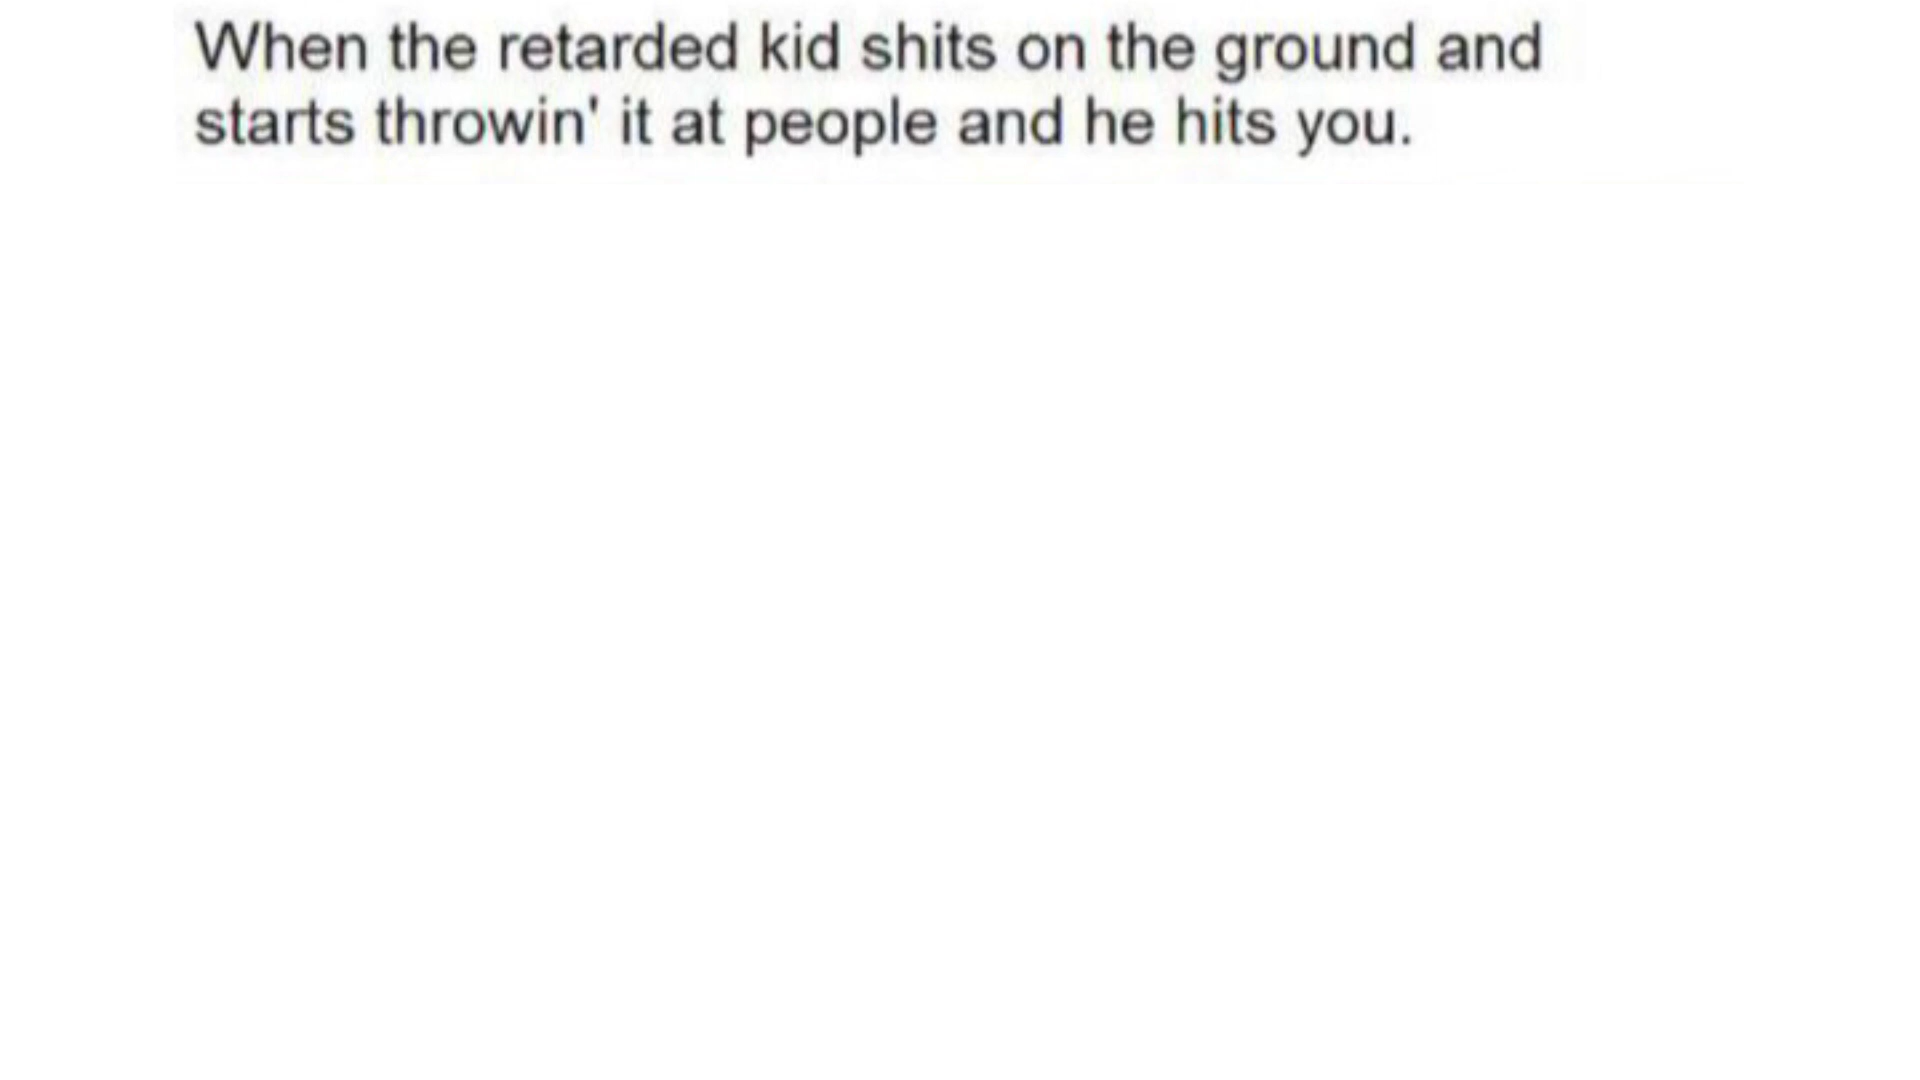 When the retarded kid shits on the ground and
starts throwin' it at people and he hits you.